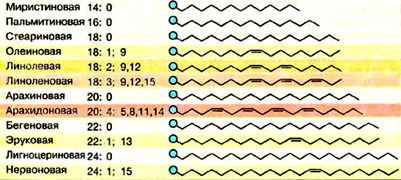 Миристиновая 14: 0
Пальмитиновая 16: 0
Стеариновая 18: 0
Олеиновая 18: 1; 9
Линолевая 18: 2; 9,12
Линоленовая 18: 3; 9,12,15
Арахиновая 20: 0
Арахидоновая 20: 4; 5,8,11,14
Бегеновая 22: 0
Эруковая 22: 1; 13
Лигноцериновая 24: 0
Нервоновая 24: 1; 15